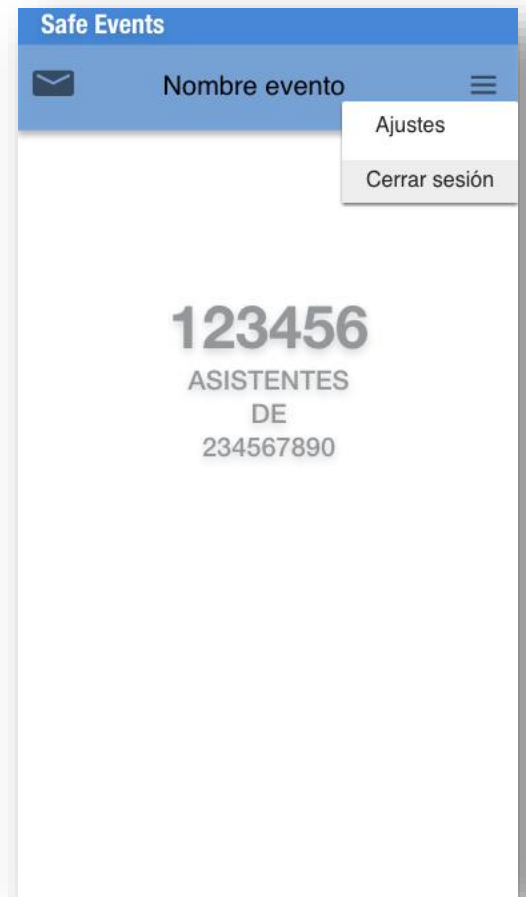 Safe Events
Nombre evento
Ajustes
Cerrar sesión
123456
ASISTENTES
DE
234567890